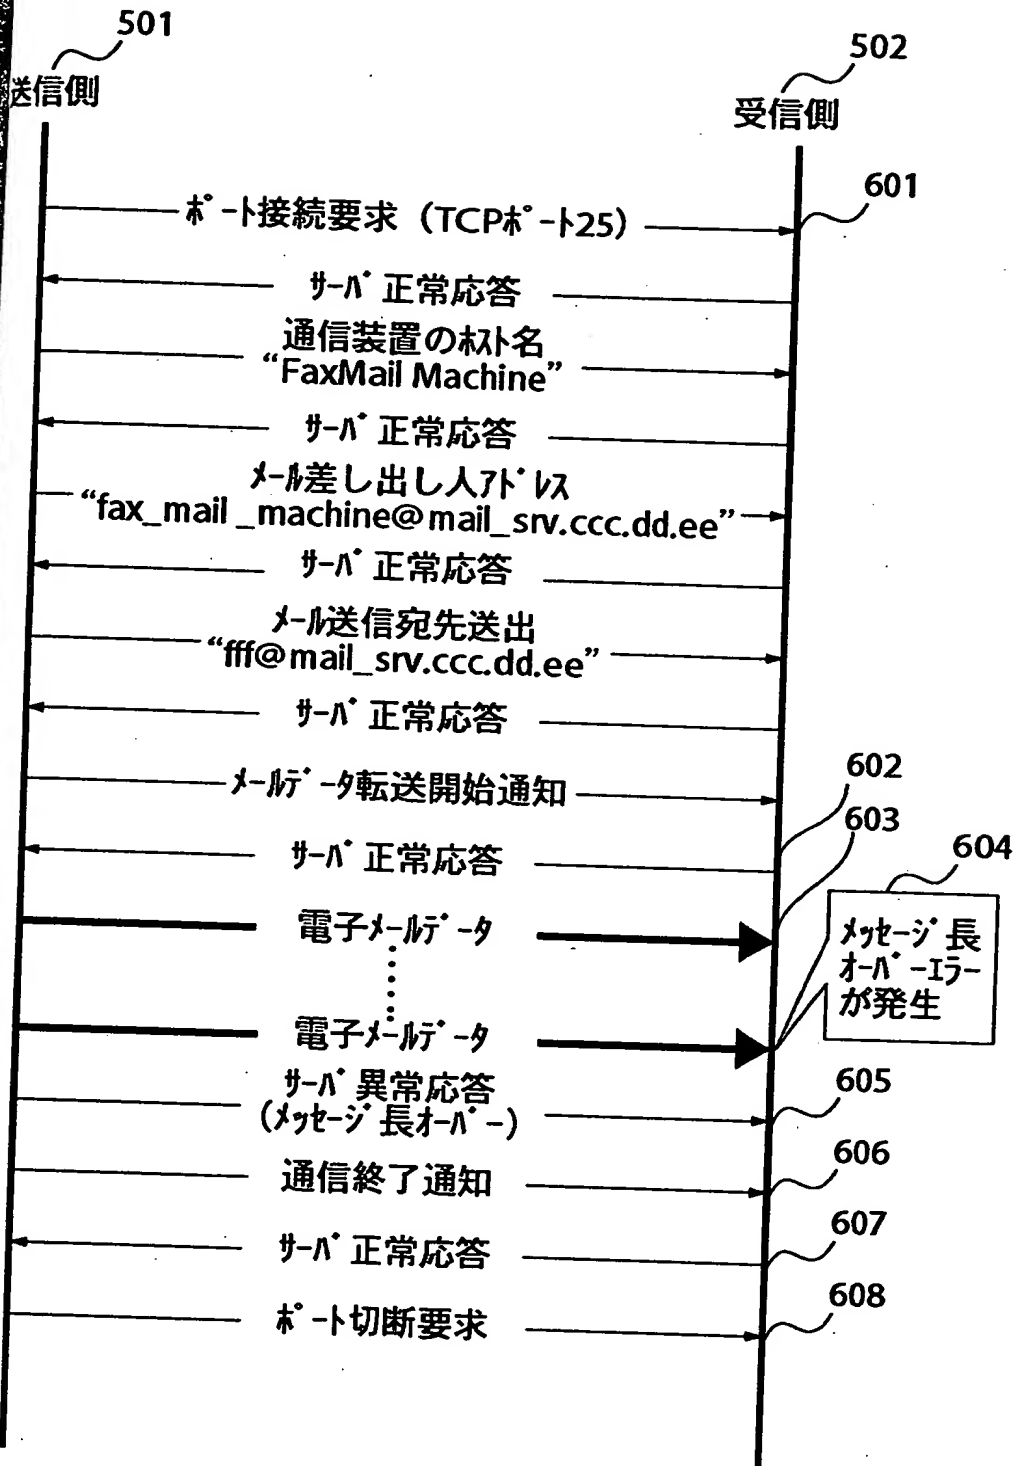 501
送信側
502
受信側
601
ﾎﾟｰﾄ接続要求（TCPﾎﾟｰﾄ25）
ｻｰﾊﾞ正常応答
通信装置のﾎｽﾄ名
“FaxMail Machine”
ｻｰﾊﾞ正常応答
ﾒｰﾙ差し出し人ｱﾄﾞﾚｽ
“fax_mail _machine@mail_srv.ccc.dd.ee”
ｻｰﾊﾞ正常応答
ﾒｰﾙ送信宛先送出
“fff@mail_srv.ccc.dd.ee”
ｻｰﾊﾞ正常応答
602
ﾒｰﾙﾃﾞｰﾀ転送開始通知
603
ｻｰﾊﾞ正常応答
604
電子ﾒｰﾙﾃﾞｰﾀ
ﾒｯｾｰｼﾞ長
ｵｰﾊﾞｰｴﾗｰ
が発生
電子ﾒｰﾙﾃﾞｰﾀ
605
ｻｰﾊﾞ異常応答
(ﾒｯｾｰｼﾞ長ｵｰﾊﾞｰ)
606
通信終了通知
607
ｻｰﾊﾞ正常応答
608
ﾎﾟｰﾄ切断要求